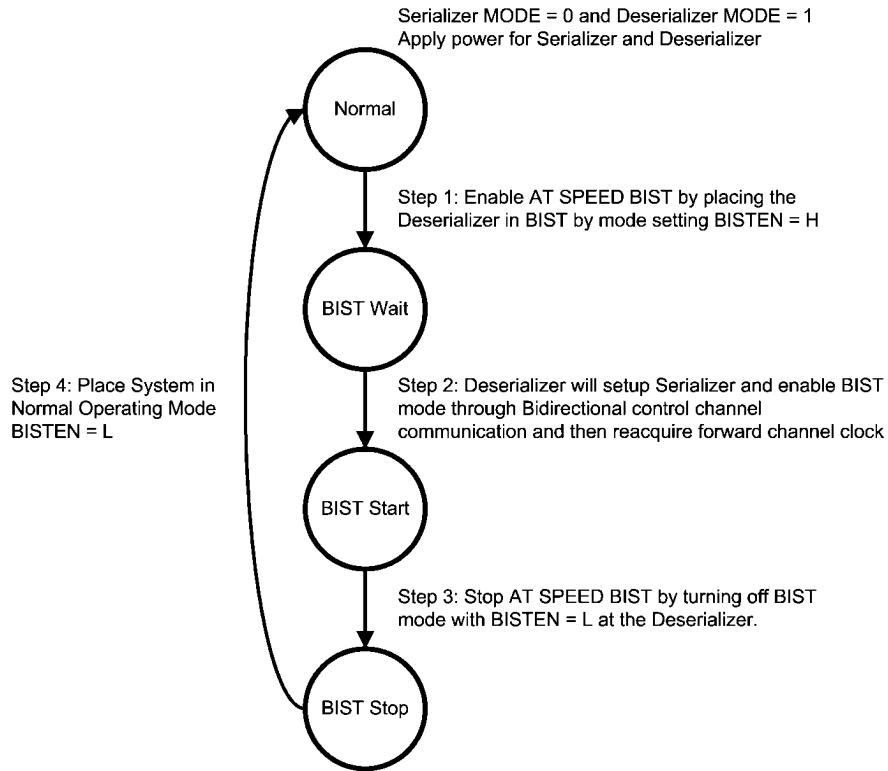 Serializer MODE = 0 and Deserializer MODE = 1
Apply power for Serializer and Deserializer
Normal
Step 1: Enable AT SPEED BIST by placing the
Deserializer in BIST by mode setting BISTEN = H
BIST Wait
Step 4: Place System in
Normal Operating Mode
BISTEN = L
Step 2: Deserializer will setup Serializer and enable BIST
mode through Bidirectional control channel
communication and then reacquire forward channel clock
BIST Start
Step 3: Stop AT SPEED BIST by turning off BIST
mode with BISTEN = L at the Deserializer.
BIST Stop